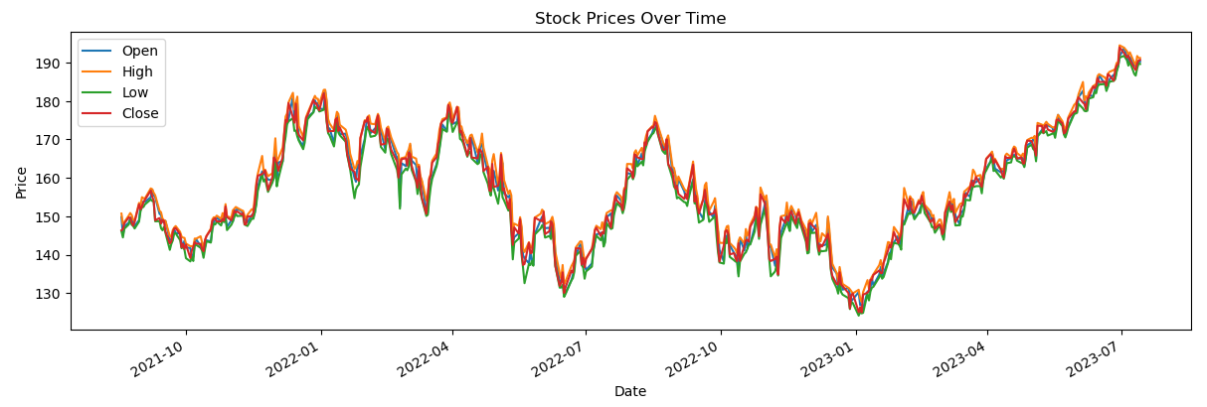 Stock Prices Over Time
Open
High
Low
Close
Price
190
180
170
160
150
140
130
2021-10
2022-01
2022-04
2022-07
2022-10
2023-01
2023-04
2023-07
Date